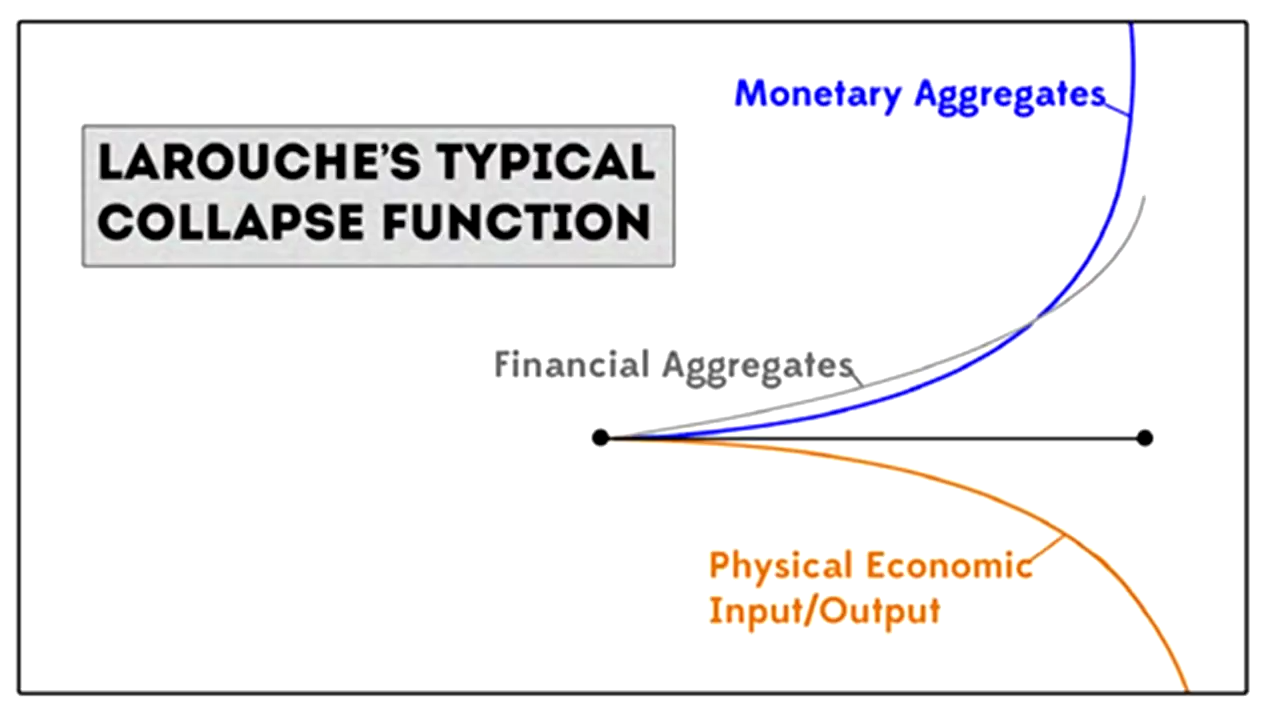 Monetary Aggregates
LAROUCHE'S TYPICAL
COLLAPSE FUNCTION
Financial Aggregates
Physical Economic
Input/Output